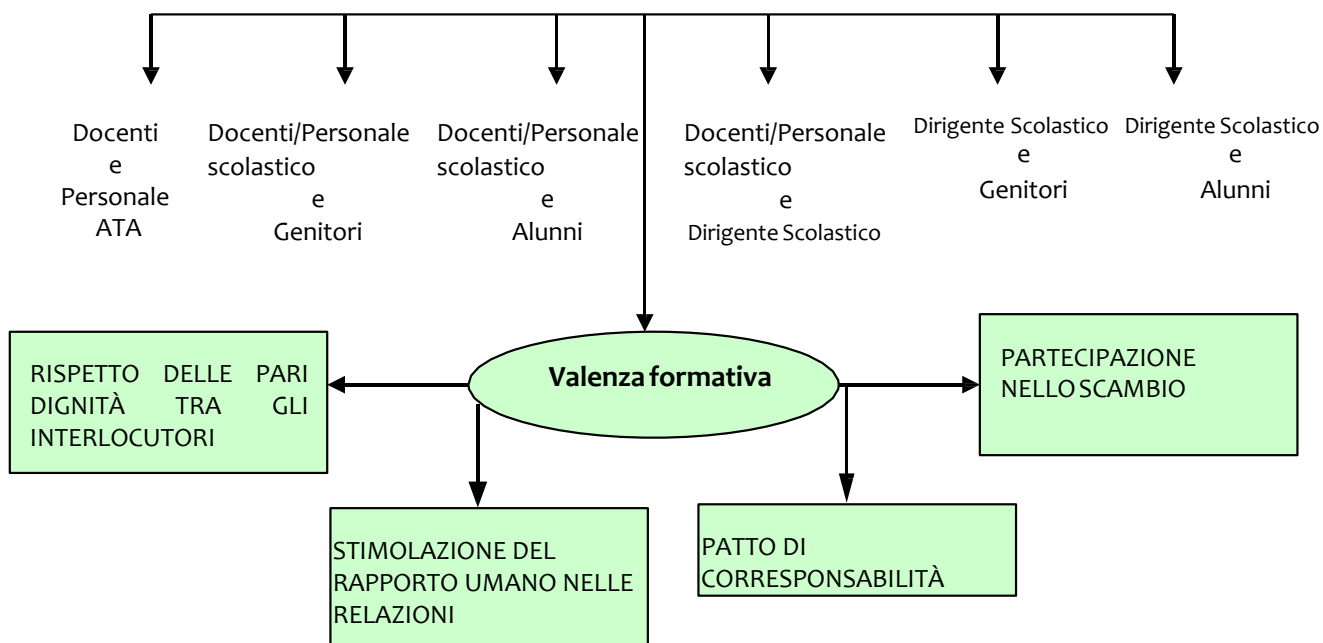 Docenti
e
Personale
ATA
Docenti/Personale
scolastico
e
Genitori
Docenti/Personale
scolastico
e
Alunni
Docenti/Personale
scolastico
e
Dirigente Scolastico
Dirigente Scolastico
e
Genitori
Dirigente Scolastico
e
Alunni
Valenza formativa
RISPETTO DELLE PARI
DIGNITÀ TRA GLI
INTERLOCUTORI
PARTECIPAZIONE
NELLO SCAMBIO
STIMOLAZIONE DEL
RAPPORTO UMANO NELLE
RELAZIONI
PATTO DI
CORRESPONSABILITÀ